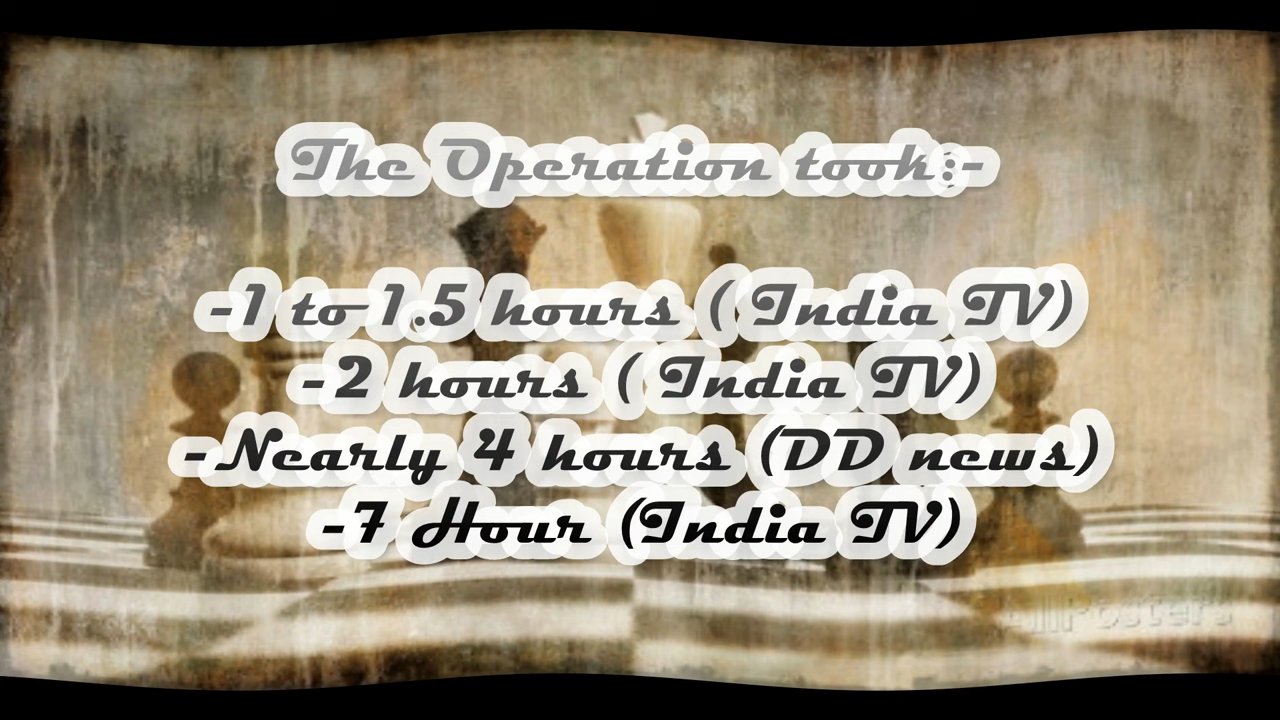 The Operation took:-
-1 to 1.5 hours ( India TV)
-2 hours ( India TV)
-Nearly 4 hours (DD news)
-7 Hour (India TV)
AllPosters